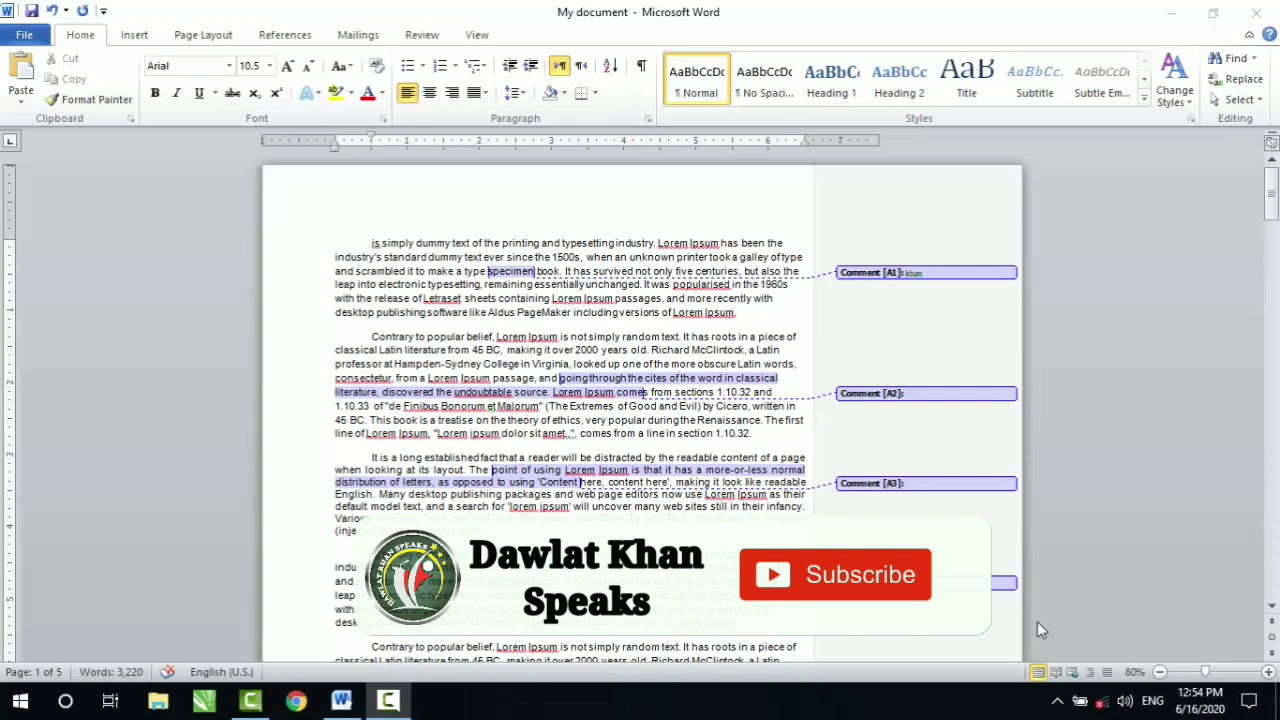 My document - Microsoft Word
File Home Insert Page Layout References Mailings Review View
Cut
Copy
Format Painter
Paste
Arial 10.5
AaBbCcDc AaBbCcDc AaBbC AaBbCc AaB AaBbCc. AaBbCcDc
¶ Normal ¶ No Spaci... Heading 1 Heading 2 Title Subtitle Subtle Em...
Change Styles
Find
Replace
Select
Clipboard Font Paragraph Styles Editing
is simply dummy text of the printing and typesetting industry. Lorem Ipsum has been the
industry's standard dummy text ever since the 1500s, when an unknown printer took a galley of type
and scrambled it to make a type specimen book. It has survived not only five centuries, but also the
leap into electronic typesetting, remaining essentially unchanged. It was popularised in the 1960s
with the release of Letraset sheets containing Lorem Ipsum passages, and more recently with
desktop publishing software like Aldus PageMaker including versions of Lorem Ipsum.
Comment [A1]:
Contrary to popular belief, Lorem Ipsum is not simply random text. It has roots in a piece of
classical Latin literature from 45 BC, making it over 2000 years old. Richard McClintock, a Latin
professor at Hampden-Sydney College in Virginia, looked up one of the more obscure Latin words,
consectetur, from a Lorem Ipsum passage, and going through the cites of the word in classical
literature, discovered the undoubtable source. Lorem Ipsum comes from sections 1.10.32 and
1.10.33 of "de Finibus Bonorum et Malorum" (The Extremes of Good and Evil) by Cicero, written in
45 BC. This book is a treatise on the theory of ethics, very popular during the Renaissance. The first
line of Lorem Ipsum, "Lorem ipsum dolor sit amet..", comes from a line in section 1.10.32.
Comment [A2]:
It is a long established fact that a reader will be distracted by the readable content of a page
when looking at its layout. The point of using Lorem Ipsum is that it has a more-or-less normal
distribution of letters, as opposed to using 'Content here, content here', making it look like readable
English. Many desktop publishing packages and web page editors now use Lorem Ipsum as their
default model text, and a search for 'lorem ipsum' will uncover many web sites still in their infancy.
Comment [A3]:
Dawlat Khan
Speaks
DAWLAT KHAN SPEAKS
Subscribe
Contrary to popular belief, Lorem Ipsum is not simply random text. It has roots in a piece of
classical Latin literature from 45 BC, making it over 2000 years old. Richard McClintock, a Latin
Page: 1 of 5 Words: 3,220 English (U.S.) 80%
ENG 12:54 PM
6/16/2020